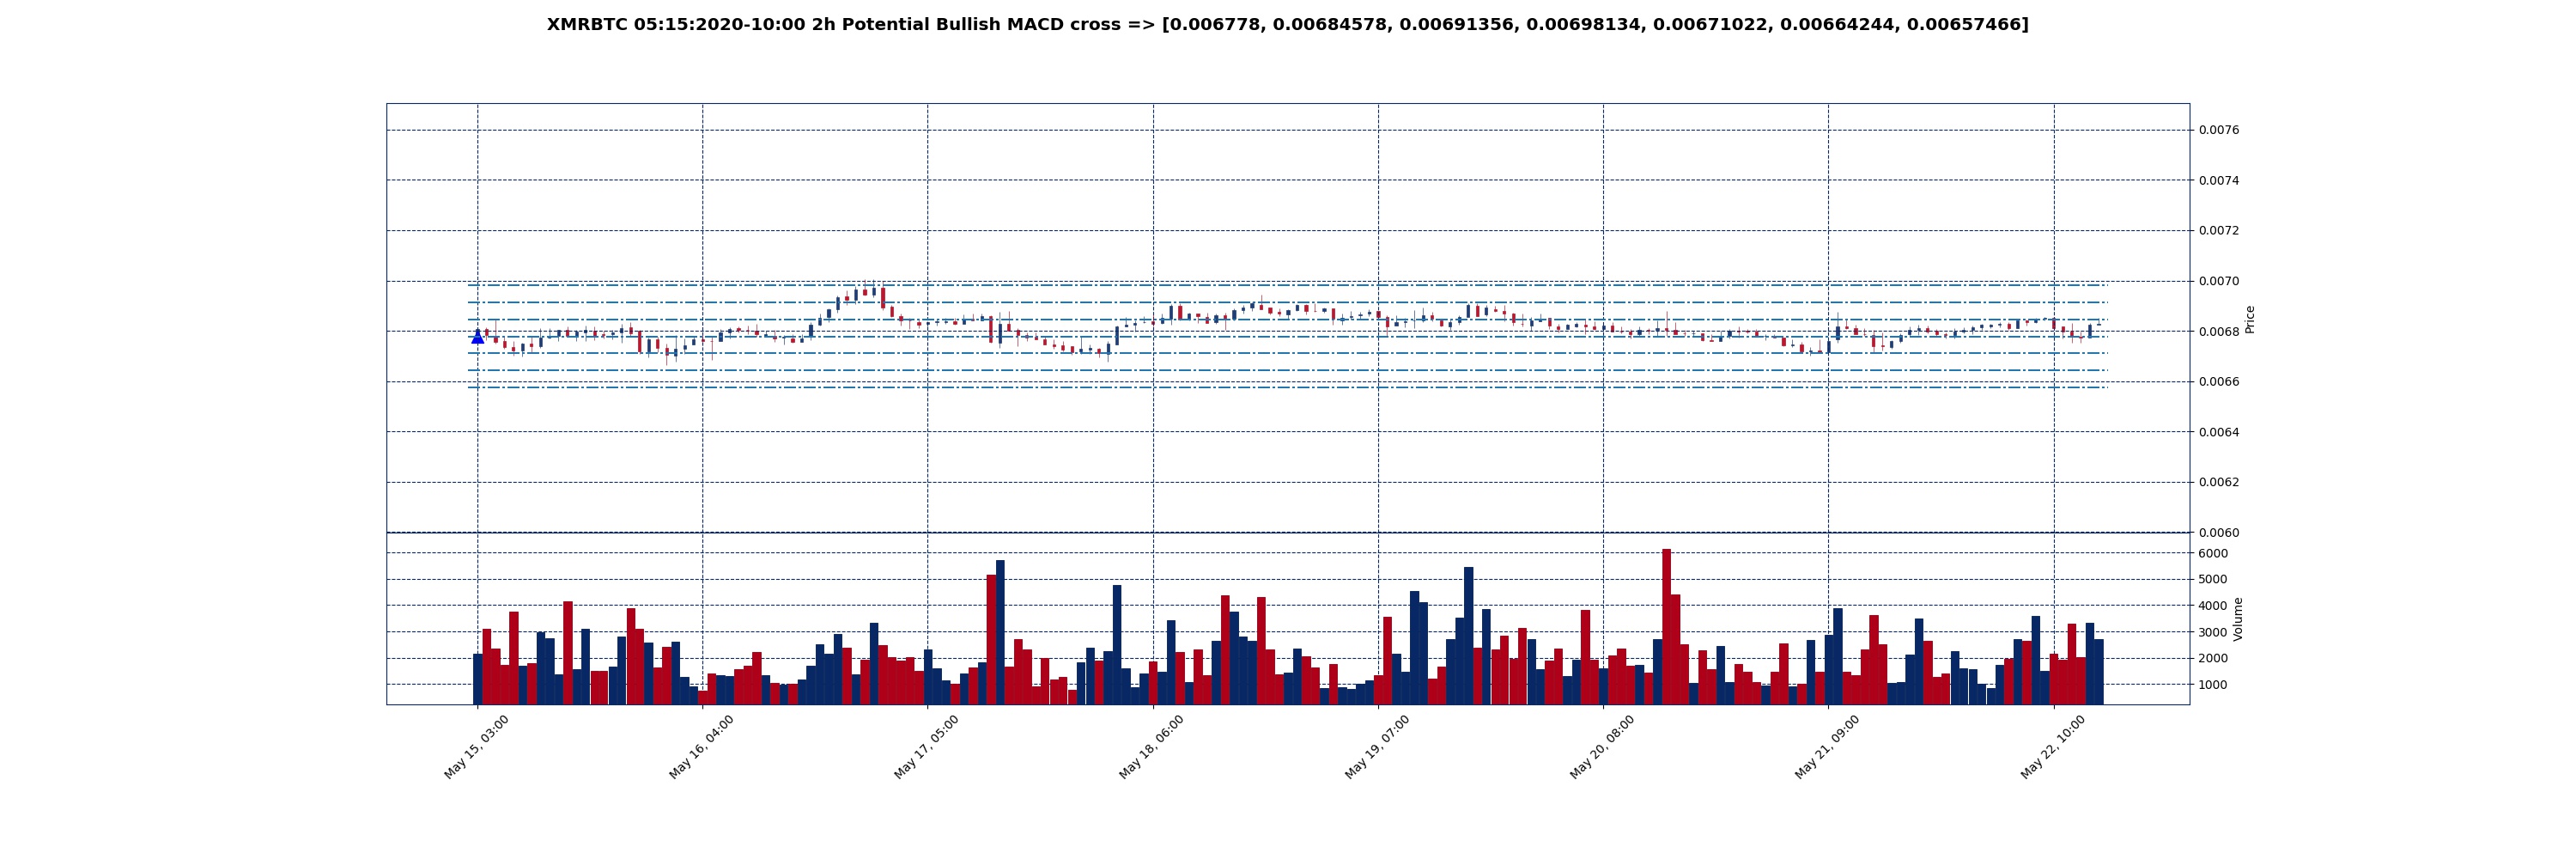 XMRBTC 05:15:2020-10:00 2h Potential Bullish MACD cross => [0.006778, 0.00684578, 0.00691356, 0.00698134, 0.00671022, 0.00664244, 0.00657466]
0.0076
0.0074
0.0072
0.0070
0.0068
0.0066
0.0064
0.0062
0.0060
Price
6000
5000
4000
3000
2000
1000
Volume
May 15, 03:00
May 16, 04:00
May 17, 05:00
May 18, 06:00
May 19, 07:00
May 20, 08:00
May 21, 09:00
May 22, 10:00